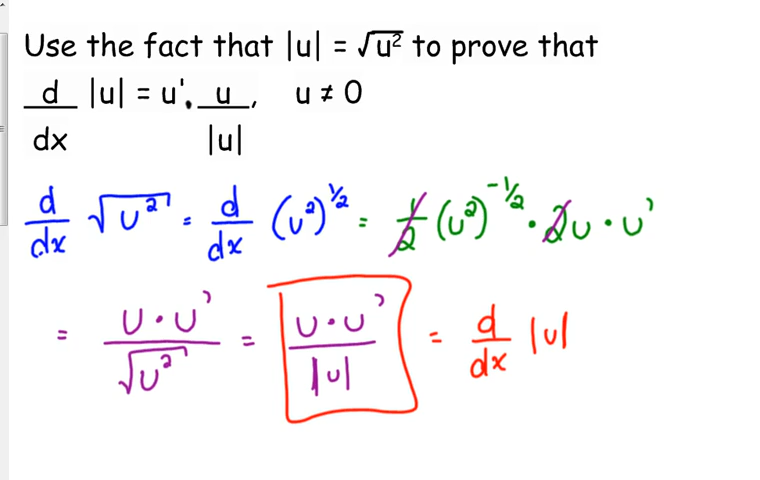 Use the fact that |u| = √u² to prove that
d/dx |u| = u'· u/|u|, u ≠ 0
d/dx √u² = d/dx (u²)^1/2 = 1/2 (u²)^-1/2 · 2u · u'
= u · u'/√u² = u · u'/|u| = d/dx |u|